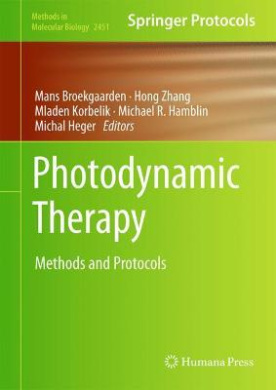 Methods in
Molecular Biology 2451
Springer Protocols
Mans Broekgaarden · Hong Zhang
Mladen Korbelik · Michael R. Hamblin
Michal Heger Editors
Photodynamic
Therapy
Methods and Protocols
Humana Press